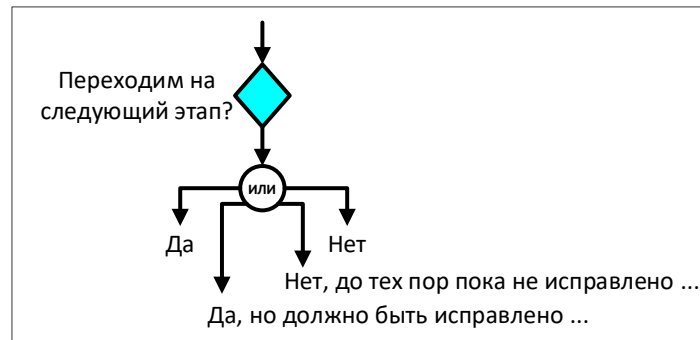 Переходим на
следующий этап?
или
Да
Нет
Нет, до тех пор пока не исправлено ...
Да, но должно быть исправлено ...